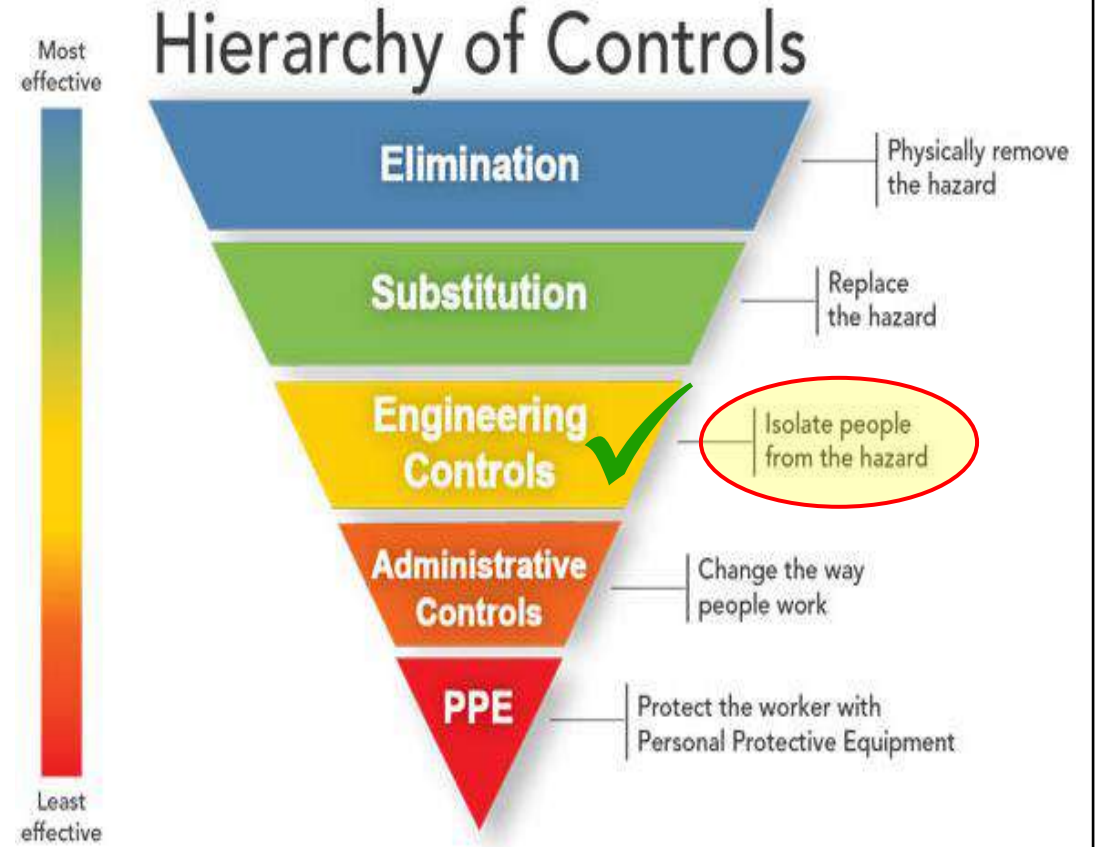 Hierarchy of Controls
Most
effective
Elimination
Physically remove
the hazard
Substitution
Replace
the hazard
Engineering
Controls
Isolate people
from the hazard
Administrative
Controls
Change the way
people work
PPE
Protect the worker with
Personal Protective Equipment
Least
effective